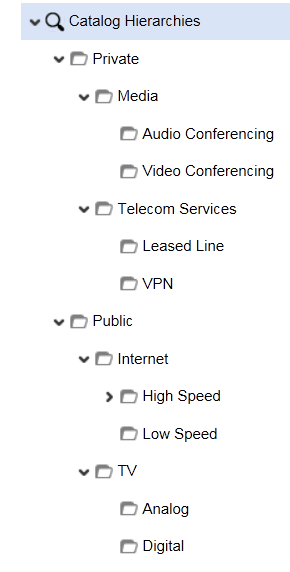 Catalog Hierarchies
Private
Media
Audio Conferencing
Video Conferencing
Telecom Services
Leased Line
VPN
Public
Internet
High Speed
Low Speed
TV
Analog
Digital